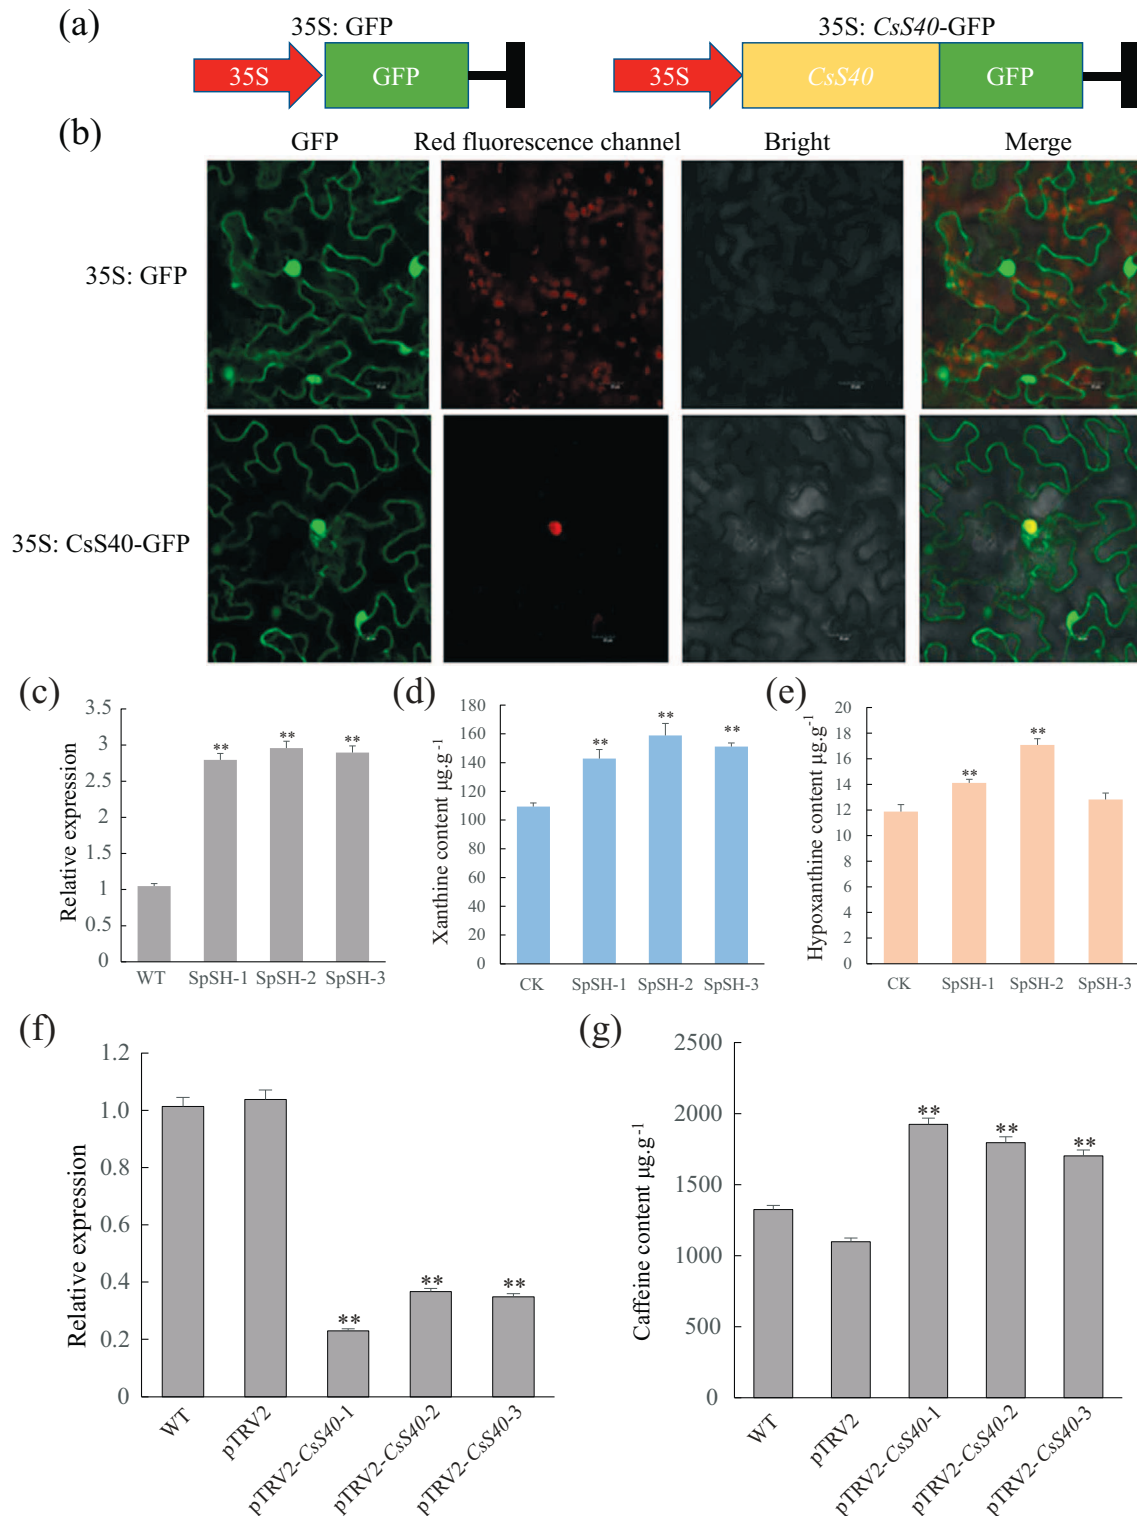 (a)
35S: GFP
35S: CsS40-GFP
35S
GFP
35S
CsS40
GFP
(b)
GFP
Red fluorescence channel
Bright
Merge
35S: GFP
35S: CsS40-GFP
(c)
Relative expression
3.5
3
2.5
2
1.5
1
0.5
0
**
**
**
WT
SpSH-1
SpSH-2
SpSH-3
(d)
Xanthine content µg.g-1
180
160
140
120
100
80
60
40
20
0
**
**
**
CK
SpSH-1
SpSH-2
SpSH-3
(e)
Hypoxanthine content µg.g-1
20
18
16
14
12
10
8
6
4
2
0
**
**
CK
SpSH-1
SpSH-2
SpSH-3
(f)
Relative expression
1.2
1.0
0.8
0.6
0.4
0.2
0
**
**
**
WT
pTRV2
pTRV2-CsS40-1
pTRV2-CsS40-2
pTRV2-CsS40-3
(g)
Caffeine content µg.g-1
2500
2000
1500
1000
500
0
**
**
**
WT
pTRV2
pTRV2-CsS40-1
pTRV2-CsS40-2
pTRV2-CsS40-3